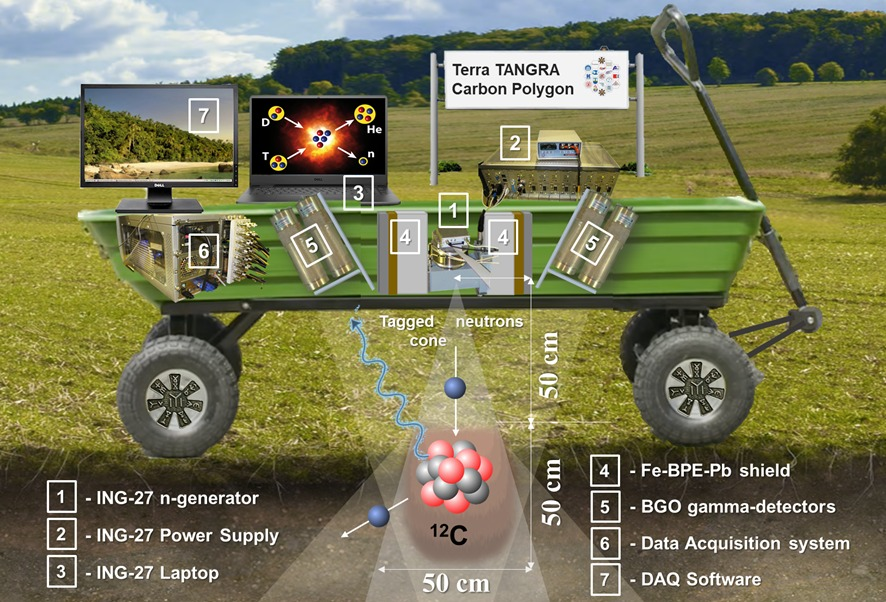 Terra TANGRA
Carbon Polygon
7
D
He
T
n
2
3
1
6
5
4
4
5
DELL
Tagged neutrons
cone
50 cm
50 cm
¹²C
50 cm
1 - ING-27 n-generator
2 - ING-27 Power Supply
3 - ING-27 Laptop
4 - Fe-BPE-Pb shield
5 - BGO gamma-detectors
6 - Data Acquisition system
7 - DAQ Software